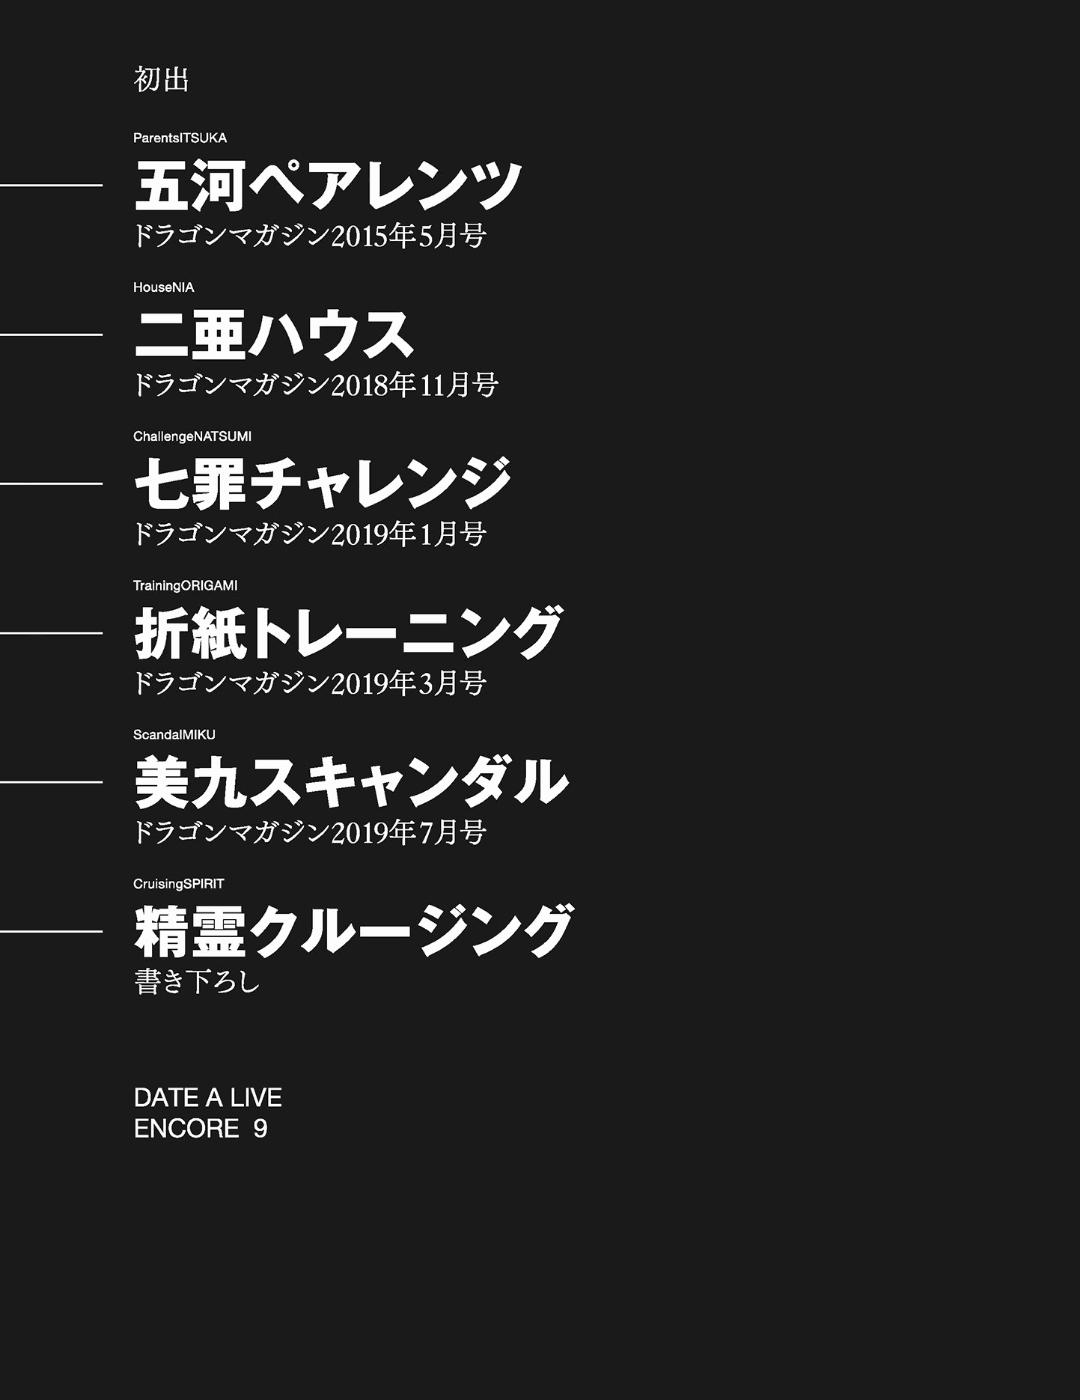 初出
ParentsITSUKA
五河ペアレンツ
ドラゴンマガジン2015年5月号
HouseNIA
二亜ハウス
ドラゴンマガジン2018年11月号
ChallengeNATSUMI
七罪チャレンジ
ドラゴンマガジン2019年1月号
TrainingORIGAMI
折紙トレーニング
ドラゴンマガジン2019年3月号
ScandalMIKU
美九スキャンダル
ドラゴンマガジン2019年7月号
CruisingSPIRIT
精霊クルージング
書き下ろし
DATE A LIVE
ENCORE 9